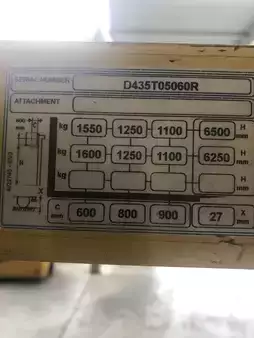 SERIAL NUMBER D435T05060R
ATTACHMENT
kg 1550 1250 1100 6500 H mm
kg 1600 1250 1100 6250 H mm
kg H mm
C mm 600 800 900 27 X mm